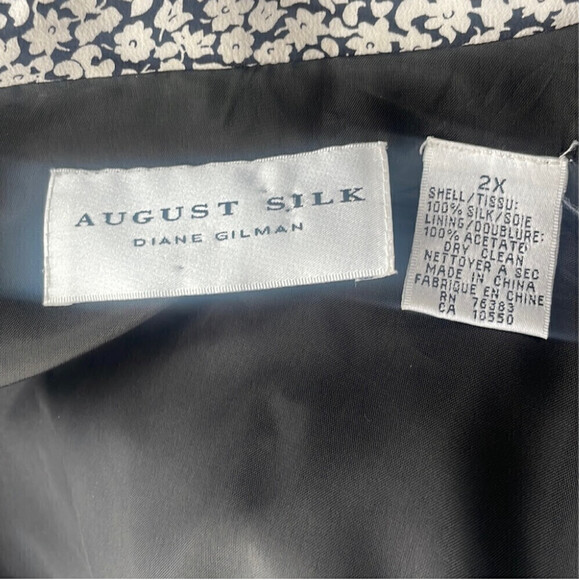 AUGUST SILK
DIANE GILMAN
2X
SHELL/TISSU:
100% SILK/SOIE
LINING/DOUBLURE:
100% ACETATE
DRY CLEAN
NETTOYER A SEC
MADE IN CHINA
FABRIQUE EN CHINE
RN 76383
CA 10550